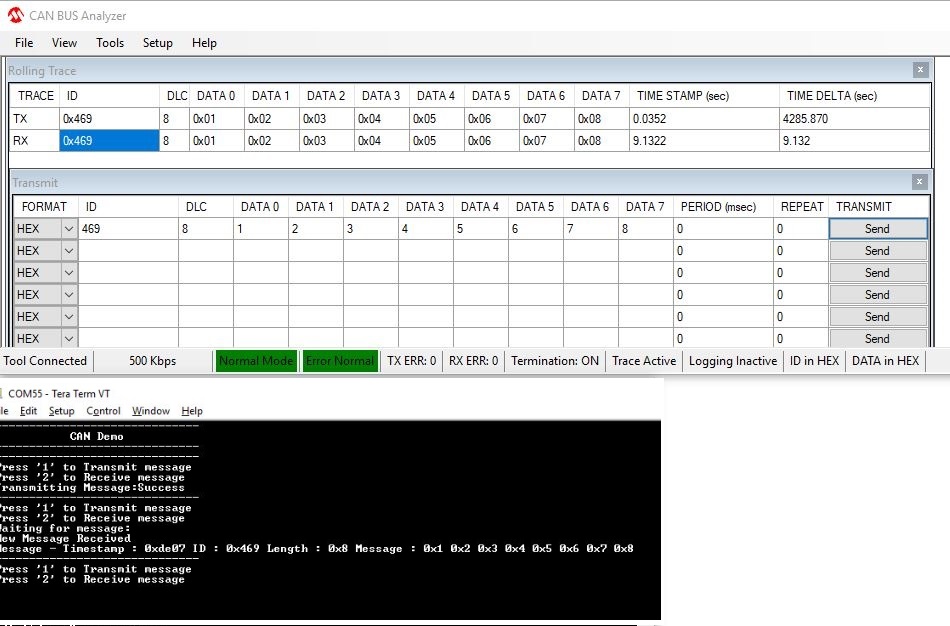 CAN BUS Analyzer
File View Tools Setup Help
Rolling Trace x
TRACE ID DLC DATA 0 DATA 1 DATA 2 DATA 3 DATA 4 DATA 5 DATA 6 DATA 7 TIME STAMP (sec) TIME DELTA (sec)
TX 0x469 8 0x01 0x02 0x03 0x04 0x05 0x06 0x07 0x08 0.0352 4285.870
RX 0x469 8 0x01 0x02 0x03 0x04 0x05 0x06 0x07 0x08 9.1322 9.132
Transmit x
FORMAT ID DLC DATA 0 DATA 1 DATA 2 DATA 3 DATA 4 DATA 5 DATA 6 DATA 7 PERIOD (msec) REPEAT TRANSMIT
HEX 469 8 1 2 3 4 5 6 7 8 0 0 Send
HEX 0 0 Send
HEX 0 0 Send
HEX 0 0 Send
HEX 0 0 Send
HEX 0 0 Send
Tool Connected 500 Kbps Normal Mode Error Normal TX ERR: 0 RX ERR: 0 Termination: ON Trace Active Logging Inactive ID in HEX DATA in HEX
COM55 - Tera Term VT
le Edit Setup Control Window Help
CAN Demo
ress '1' to Transmit message
ress '2' to Receive message
ransmitting Message:Success
ress '1' to Transmit message
ress '2' to Receive message
aiting for message:
ew Message Received
essage - Timestamp : 0xde07 ID : 0x469 Length : 0x8 Message : 0x1 0x2 0x3 0x4 0x5 0x6 0x7 0x8
ress '1' to Transmit message
ress '2' to Receive message